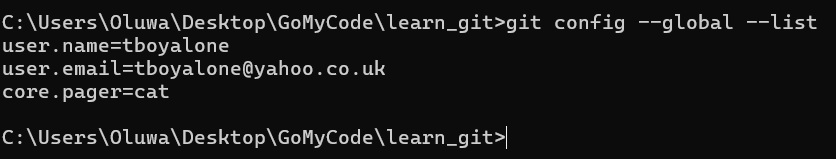 C:\Users\Oluwa\Desktop\GoMyCode\learn_git>git config --global --list
user.name=tboyalone
user.email=tboyalone@yahoo.co.uk
core.pager=cat
C:\Users\Oluwa\Desktop\GoMyCode\learn_git>